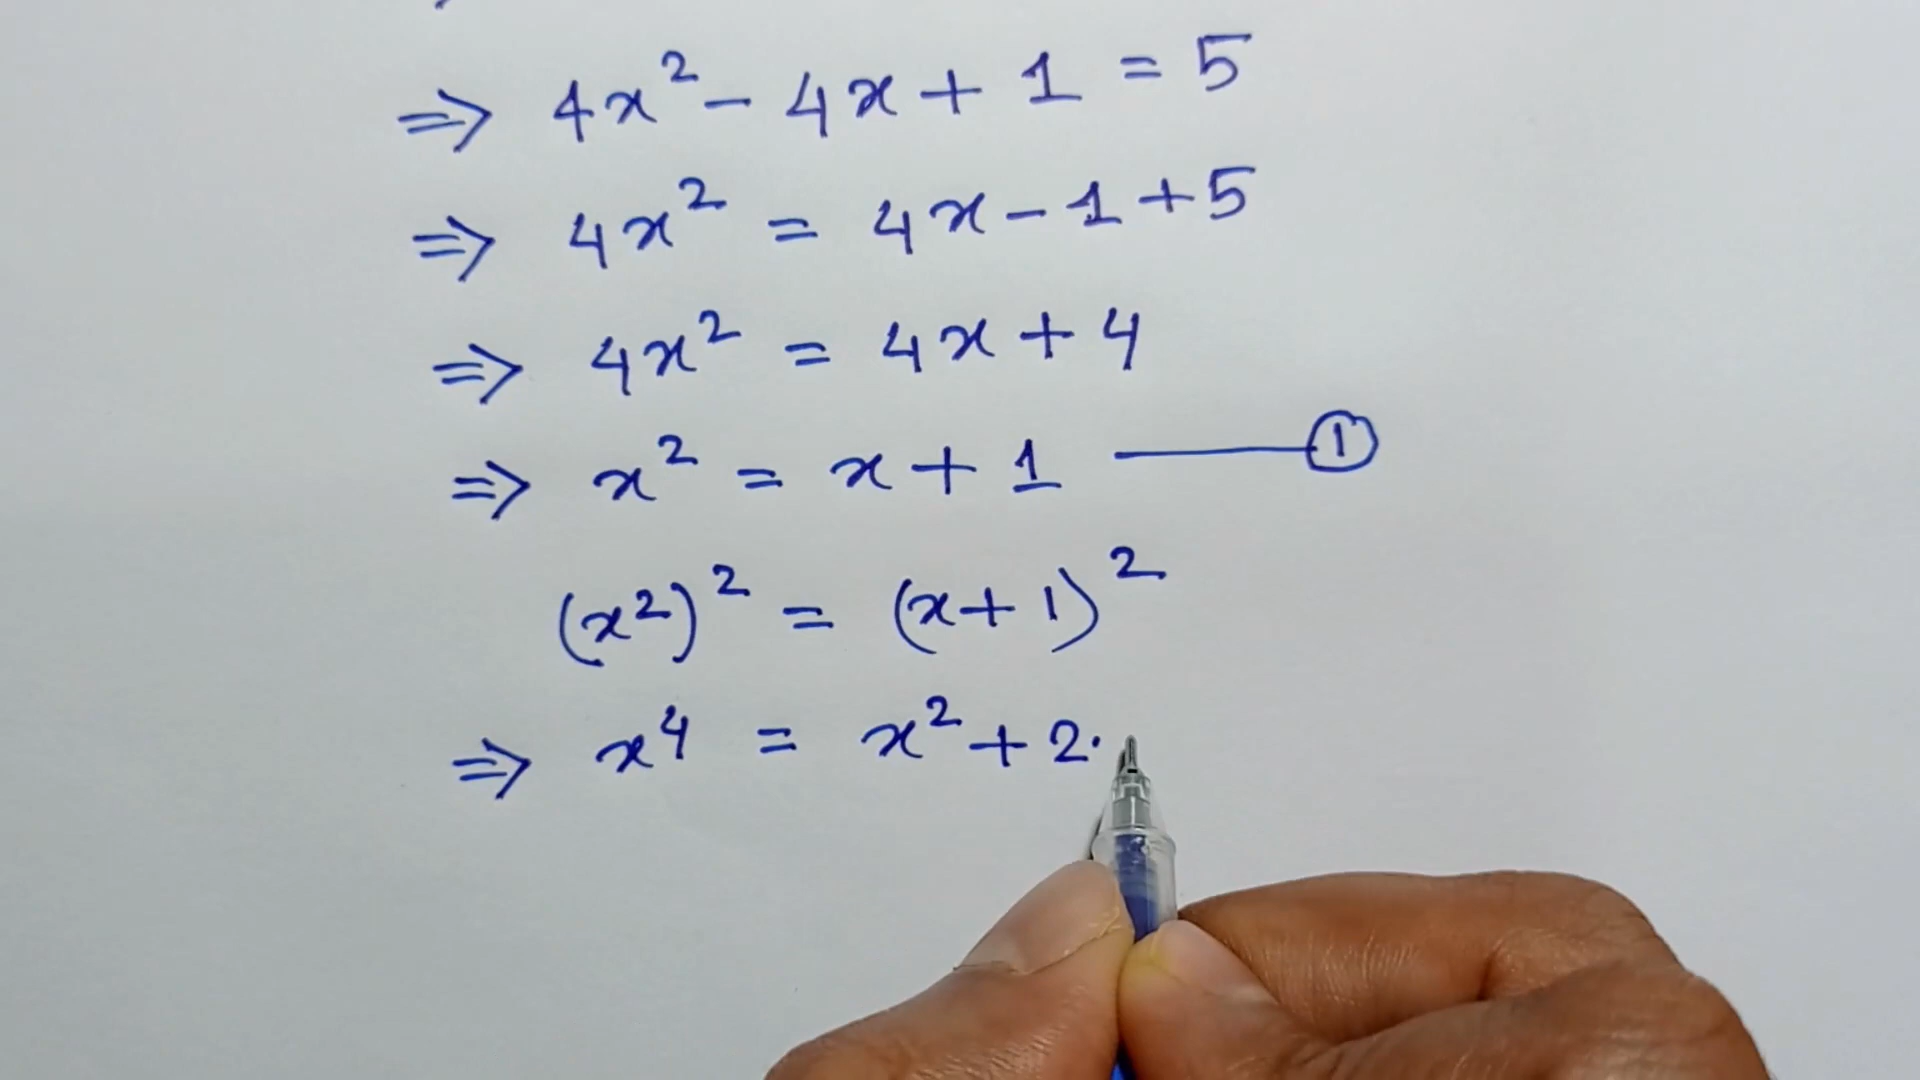 ⇒ 4x² - 4x + 1 = 5
⇒ 4x² = 4x - 1 + 5
⇒ 4x² = 4x + 4
⇒ x² = x + 1 —— ①
(x²)² = (x + 1)²
⇒ x⁴ = x² + 2·